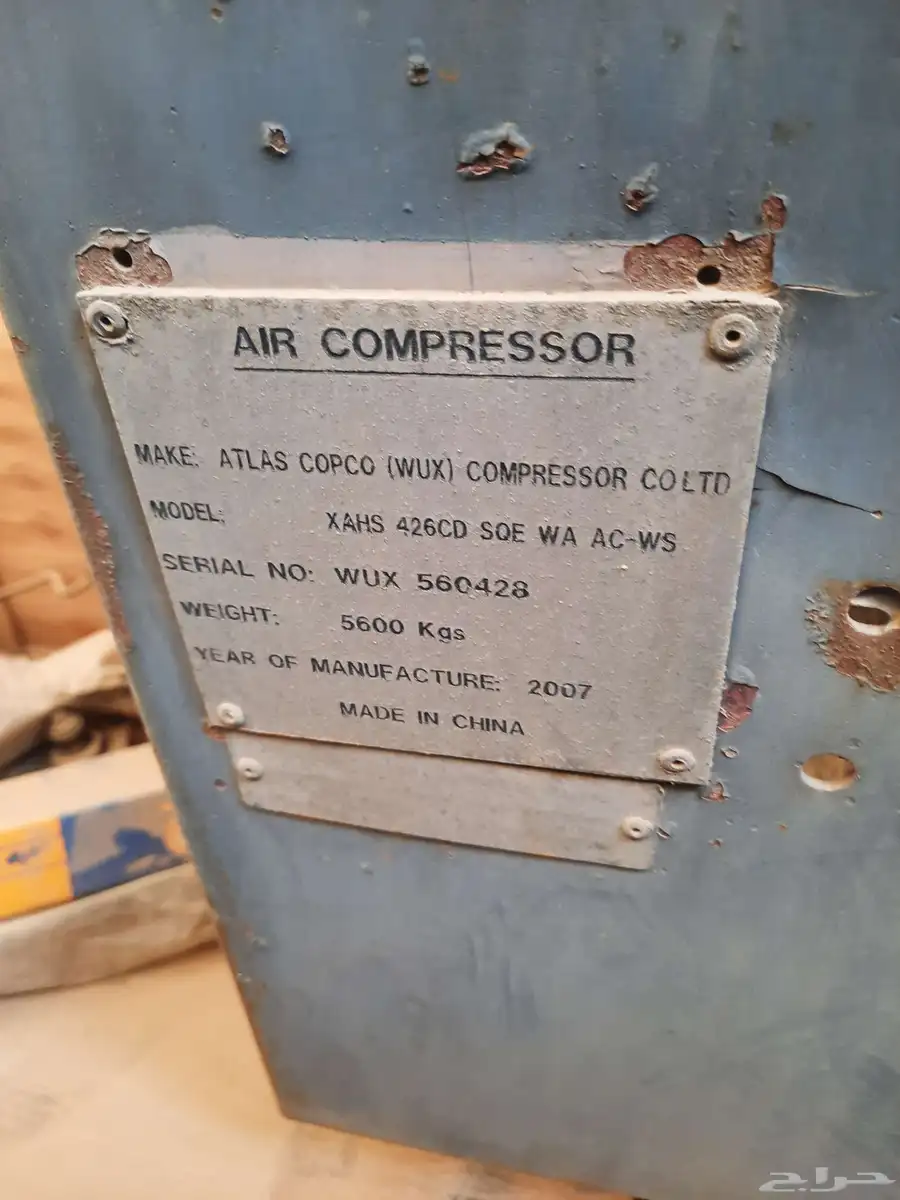 AIR COMPRESSOR
MAKE: ATLAS COPCO (WUX) COMPRESSOR CO LTD
MODEL: XAHS 426CD SQE WA AC-WS
SERIAL NO: WUX 560428
WEIGHT: 5600 Kgs
YEAR OF MANUFACTURE: 2007
MADE IN CHINA
حراج